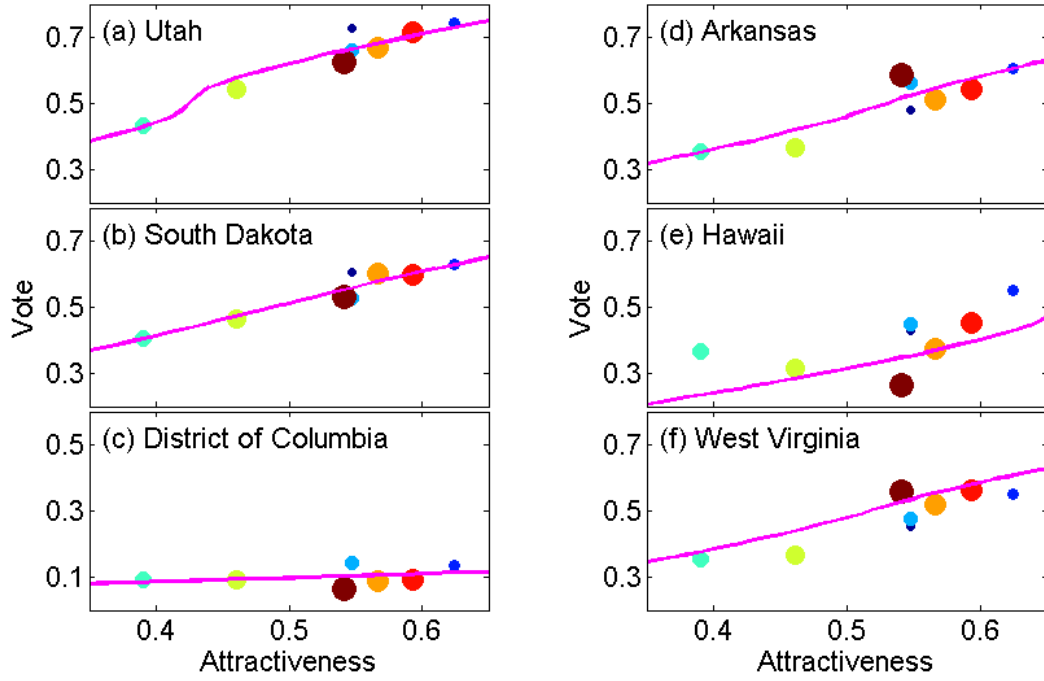 (a) Utah
0.7
0.5
0.3
(b) South Dakota
0.7
0.5
0.3
Vote
(c) District of Columbia
0.5
0.3
0.1
0.4 0.5 0.6
Attractiveness
(d) Arkansas
0.7
0.5
0.3
(e) Hawaii
0.7
0.5
0.3
Vote
(f) West Virginia
0.7
0.5
0.3
0.4 0.5 0.6
Attractiveness